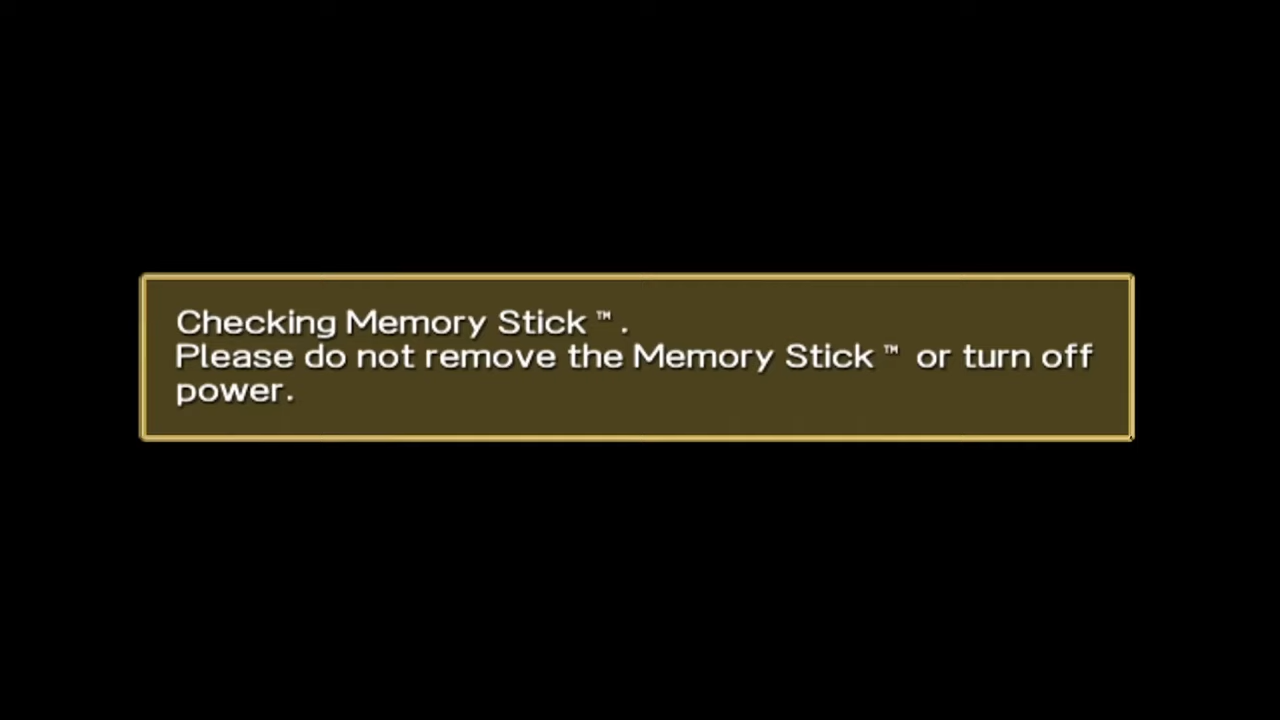 Checking Memory Stick™.
Please do not remove the Memory Stick™ or turn off
power.